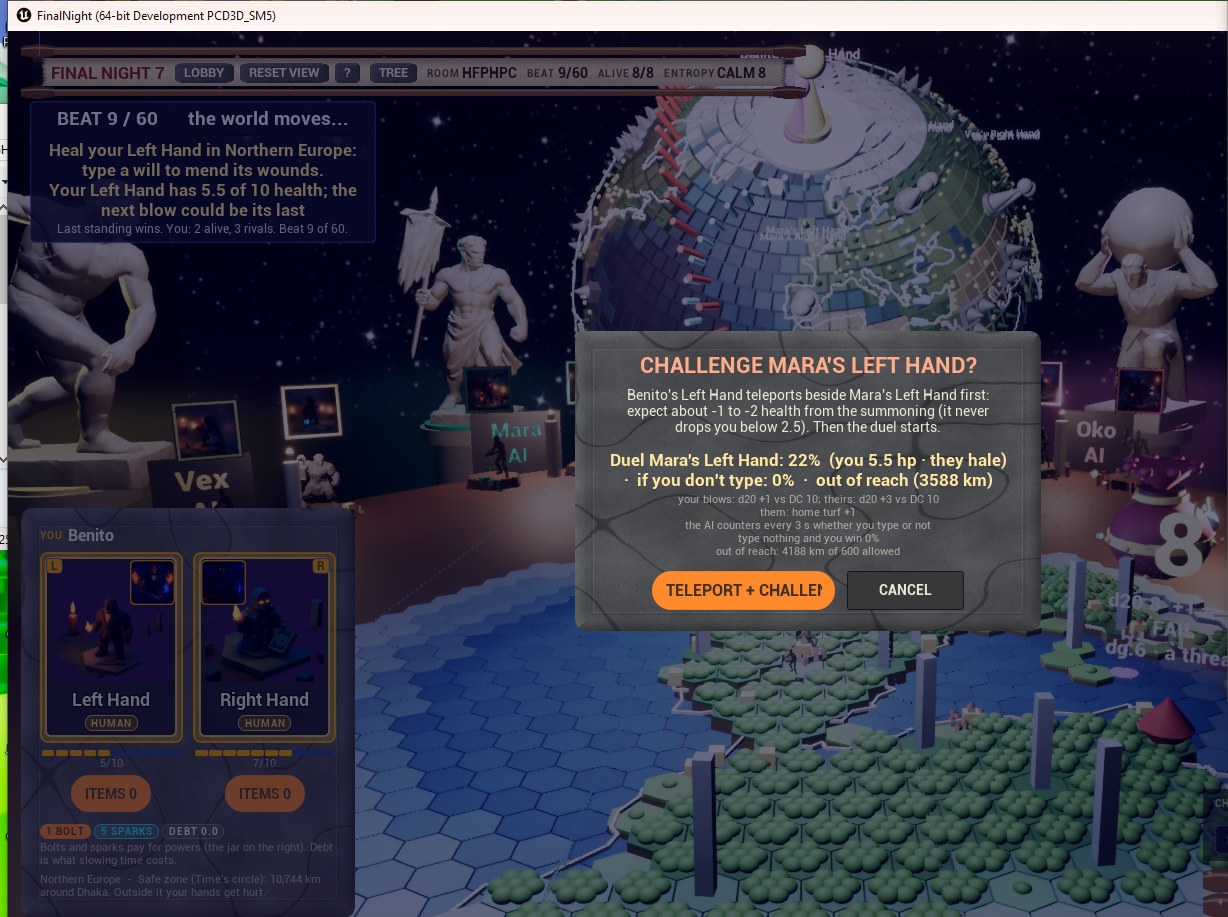 FinalNight (64-bit Development PCD3D_SM5)
FINAL NIGHT 7 LOBBY RESET VIEW ? TREE ROOM HFPHPC BEAT 9/60 ALIVE 8/8 ENTROPY CALM 8
Hand
BEAT 9 / 60 the world moves...
Heal your Left Hand in Northern Europe:
type a will to mend its wounds.
Your Left Hand has 5.5 of 10 health; the
next blow could be its last
Last standing wins. You: 2 alive, 3 rivals. Beat 9 of 60.
Mara's Left Hand
CHALLENGE MARA'S LEFT HAND?
Benito's Left Hand teleports beside Mara's Left Hand first:
expect about -1 to -2 health from the summoning (it never
drops you below 2.5). Then the duel starts.
Duel Mara's Left Hand: 22% (you 5.5 hp · they hale)
· if you don't type: 0% · out of reach (3588 km)
your blows: d20 +1 vs DC 10; theirs: d20 +3 vs DC 10
them: home turf +1
the AI counters every 3 s whether you type or not
type nothing and you win 0%
out of reach: 4188 km of 600 allowed
TELEPORT + CHALLEN
CANCEL
Mara
AI
Oko
AI
Vex
8
YOU Benito
L
R
Left Hand
Right Hand
HUMAN
HUMAN
5/10
7/10
ITEMS 0
ITEMS 0
1 BOLT 5 SPARKS DEBT 0.0
Bolts and sparks pay for powers (the jar on the right). Debt
is what slowing time costs.
Northern Europe - Safe zone (Time's circle): 10,744 km
around Dhaka. Outside it your hands get hurt.
FAIL
dg:6 · a threa
CH